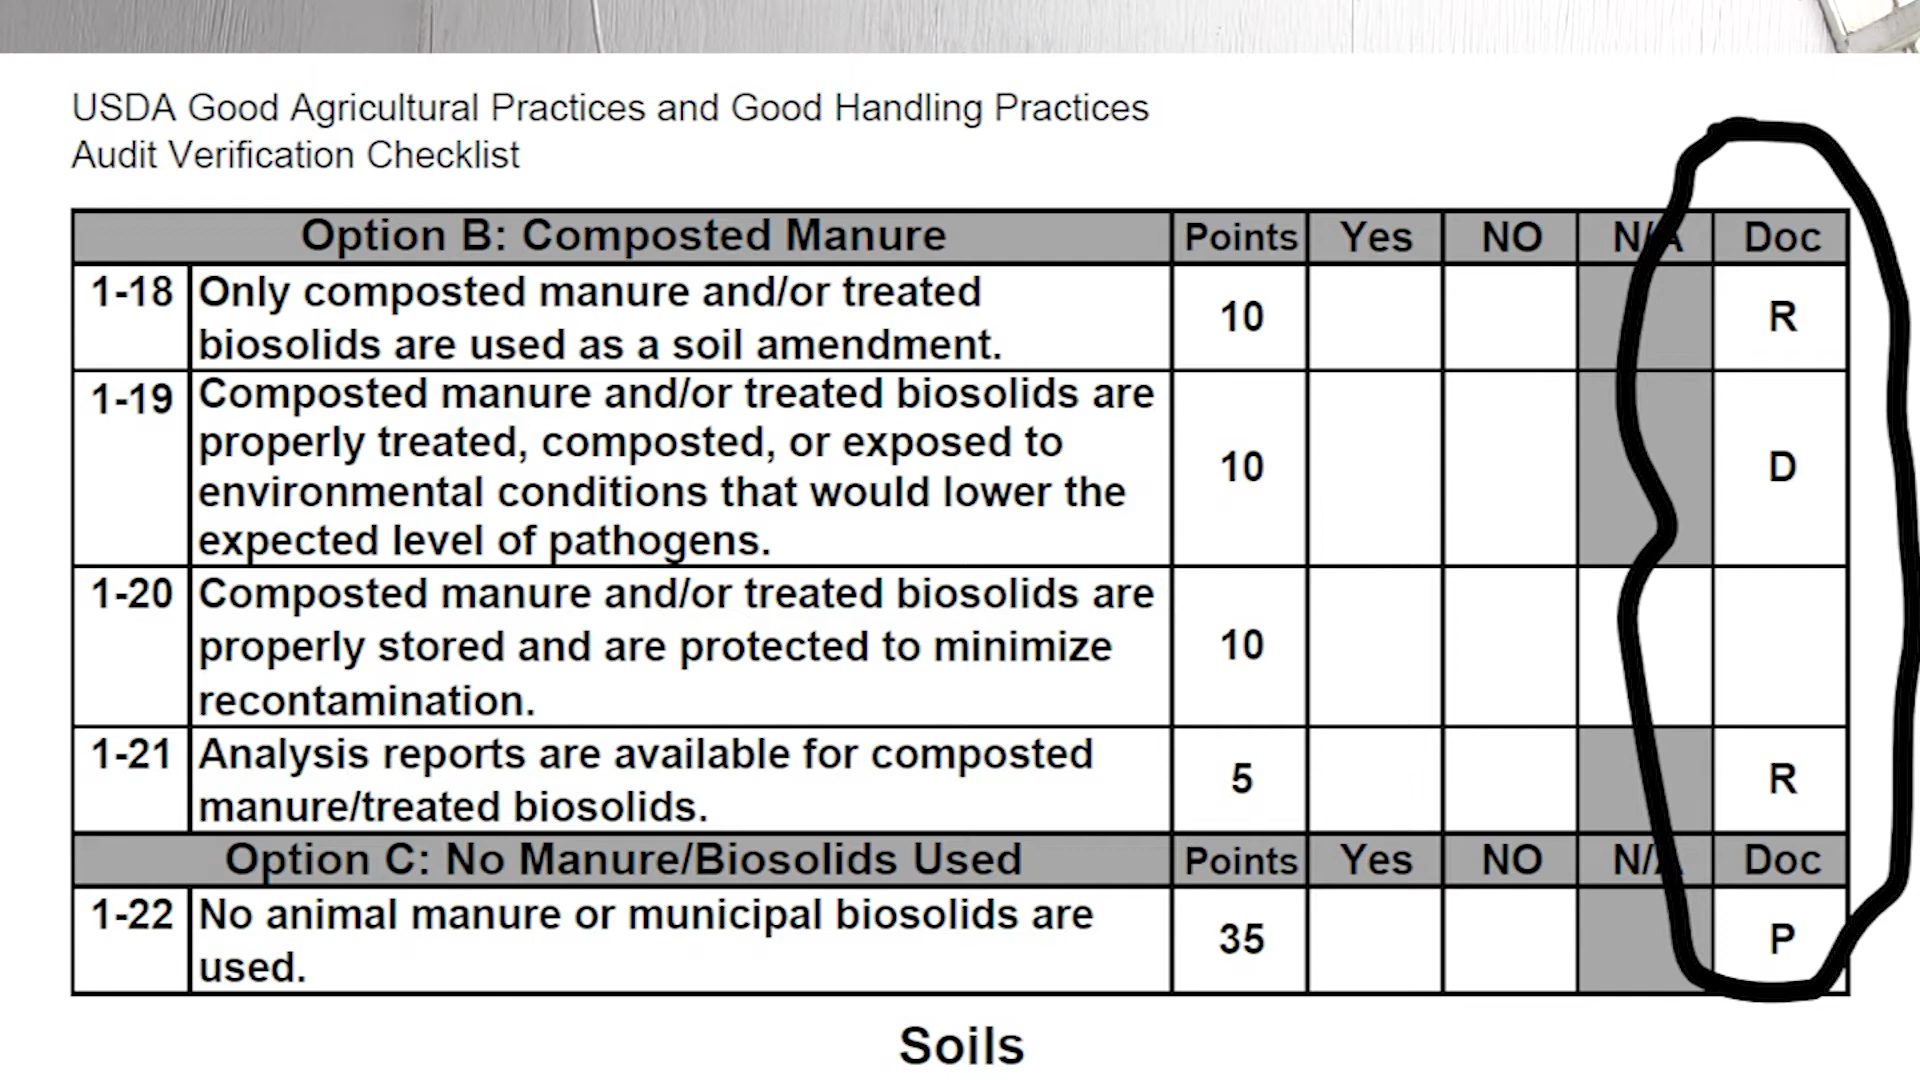 USDA Good Agricultural Practices and Good Handling Practices
Audit Verification Checklist
Option B: Composted Manure Points Yes NO N/A Doc
1-18 Only composted manure and/or treated
biosolids are used as a soil amendment. 10 R
1-19 Composted manure and/or treated biosolids are
properly treated, composted, or exposed to
environmental conditions that would lower the
expected level of pathogens. 10 D
1-20 Composted manure and/or treated biosolids are
properly stored and are protected to minimize
recontamination. 10
1-21 Analysis reports are available for composted
manure/treated biosolids. 5 R
Option C: No Manure/Biosolids Used Points Yes NO N/A Doc
1-22 No animal manure or municipal biosolids are
used. 35 P
Soils